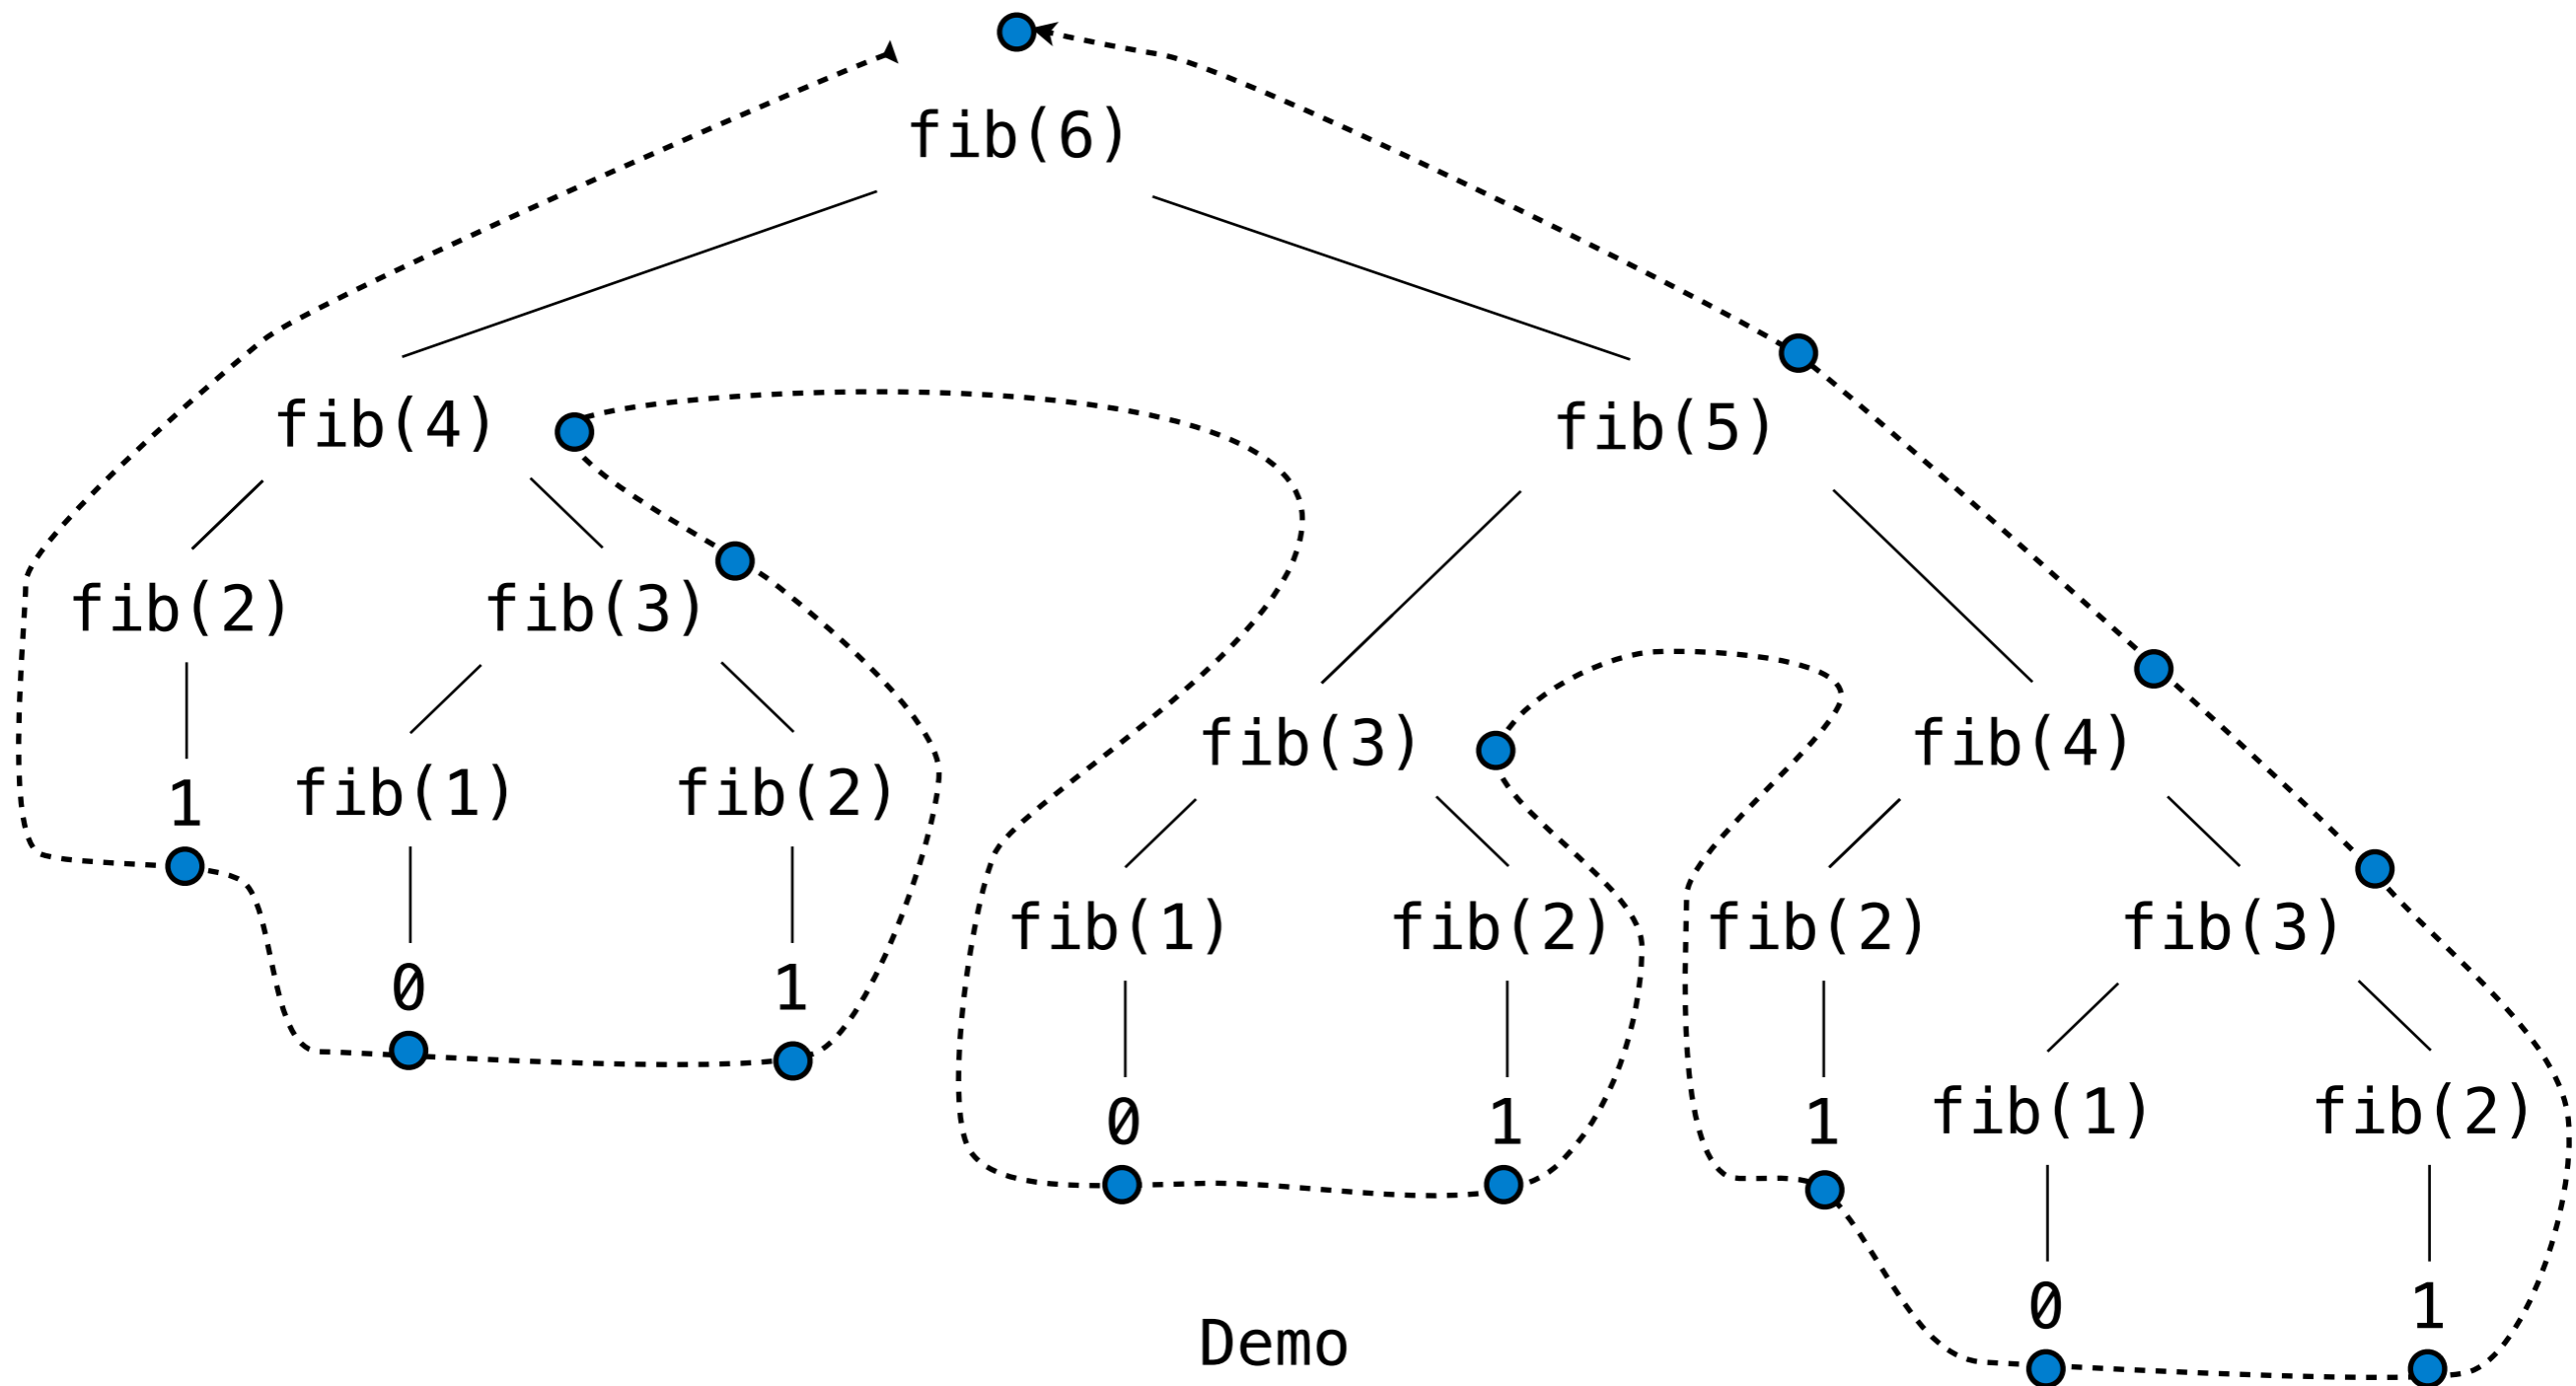 fib(6)
fib(4) fib(5)
fib(2) fib(3)
fib(3) fib(4)
1 fib(1) fib(2)
fib(1) fib(2) fib(2) fib(3)
0 1
0 1 1 fib(1) fib(2)
0 1
Demo